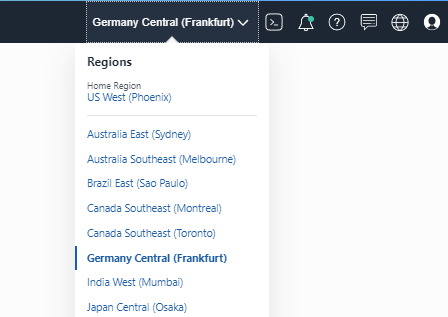 Germany Central (Frankfurt)
Regions
Home Region
US West (Phoenix)
Australia East (Sydney)
Australia Southeast (Melbourne)
Brazil East (Sao Paulo)
Canada Southeast (Montreal)
Canada Southeast (Toronto)
Germany Central (Frankfurt)
India West (Mumbai)
Japan Central (Osaka)